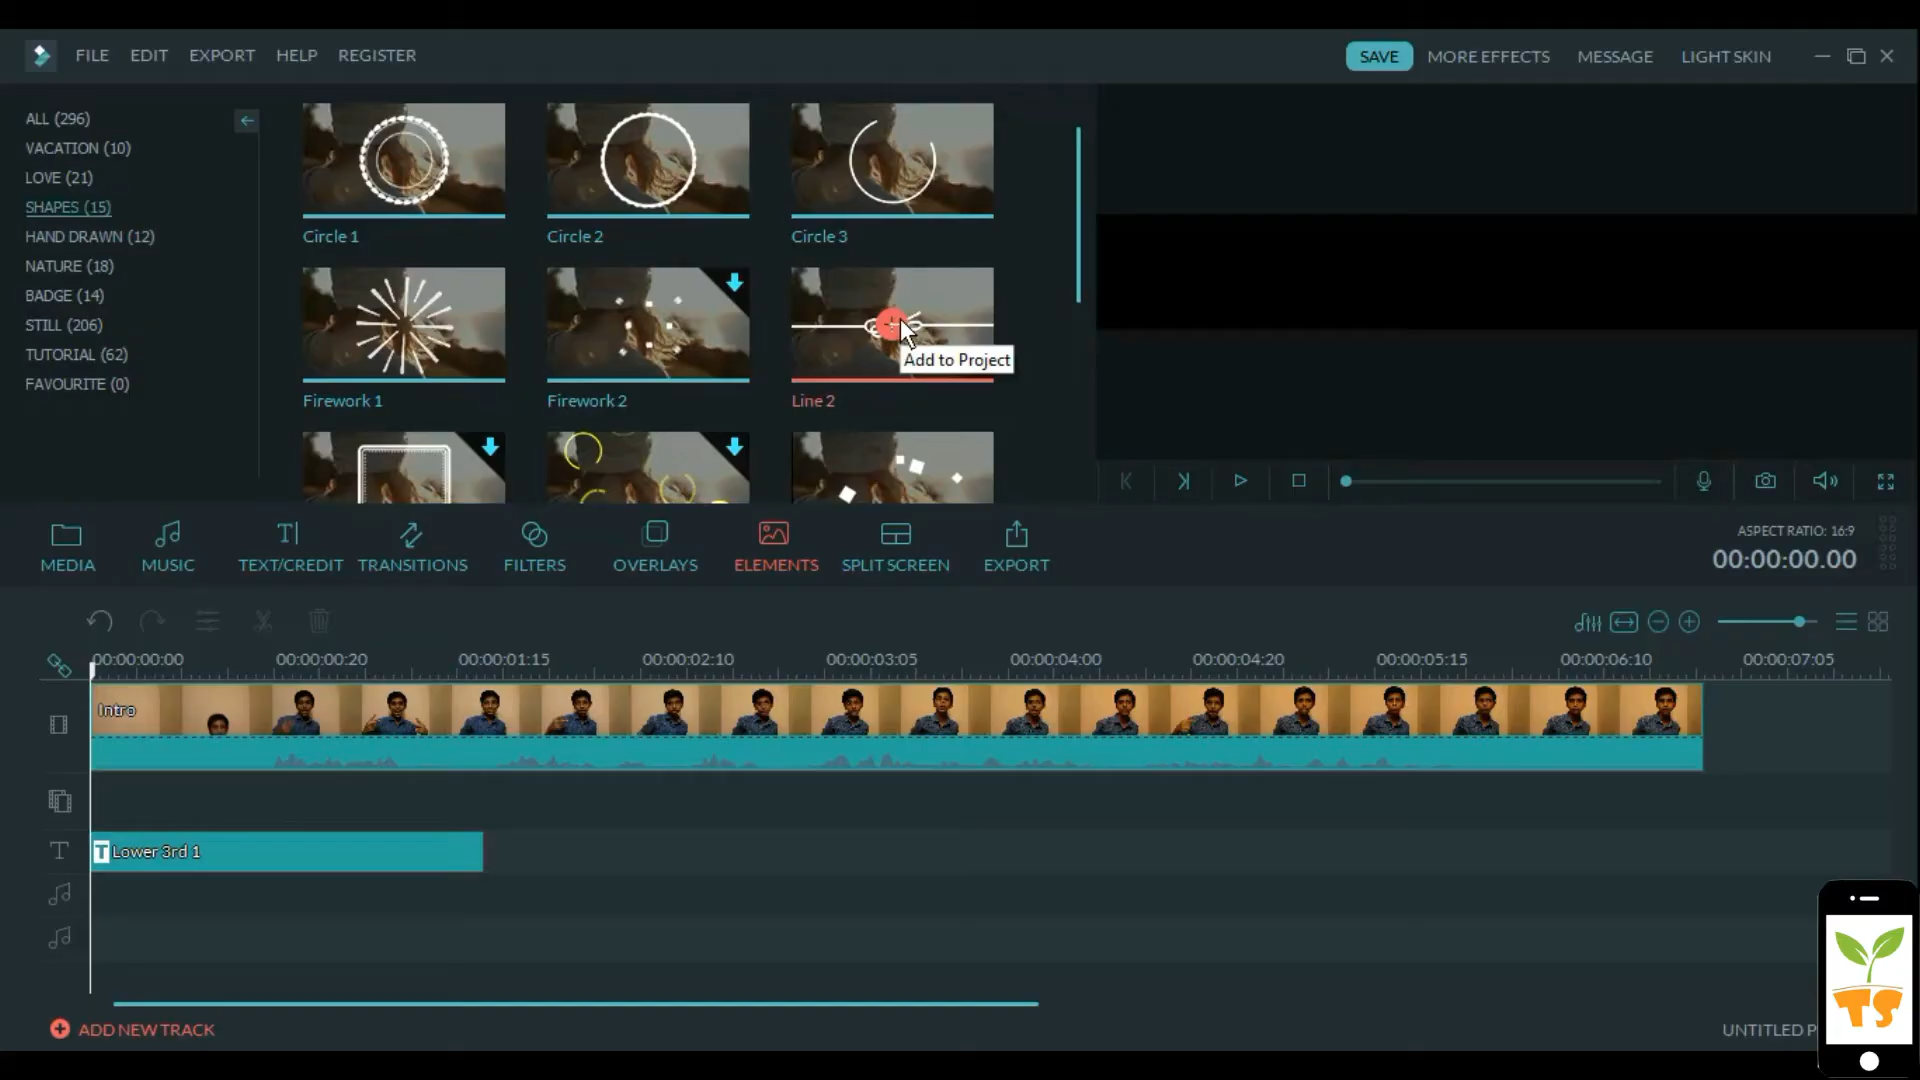 FILE EDIT EXPORT HELP REGISTER SAVE MORE EFFECTS MESSAGE LIGHT SKIN
ALL (296)
VACATION (10)
LOVE (21)
SHAPES (15)
HAND DRAWN (12)
NATURE (18)
BADGE (14)
STILL (206)
TUTORIAL (62)
FAVOURITE (0)
Circle 1 Circle 2 Circle 3
Add to Project
Firework 1 Firework 2 Line 2
MEDIA MUSIC TEXT/CREDIT TRANSITIONS FILTERS OVERLAYS ELEMENTS SPLIT SCREEN EXPORT
ASPECT RATIO: 16:9
00:00:00.00
00:00:00:00 00:00:00:20 00:00:01:15 00:00:02:10 00:00:03:05 00:00:04:00 00:00:04:20 00:00:05:15 00:00:06:10 00:00:07:05
Intro
T Lower 3rd 1
ADD NEW TRACK
UNTITLED P
TS